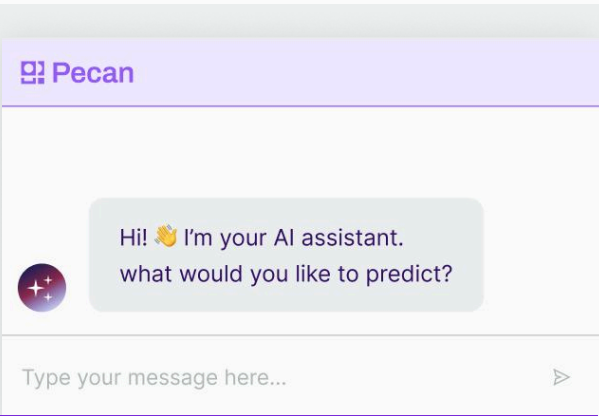 Pecan
Hi! 👋 I'm your AI assistant.
what would you like to predict?
Type your message here...